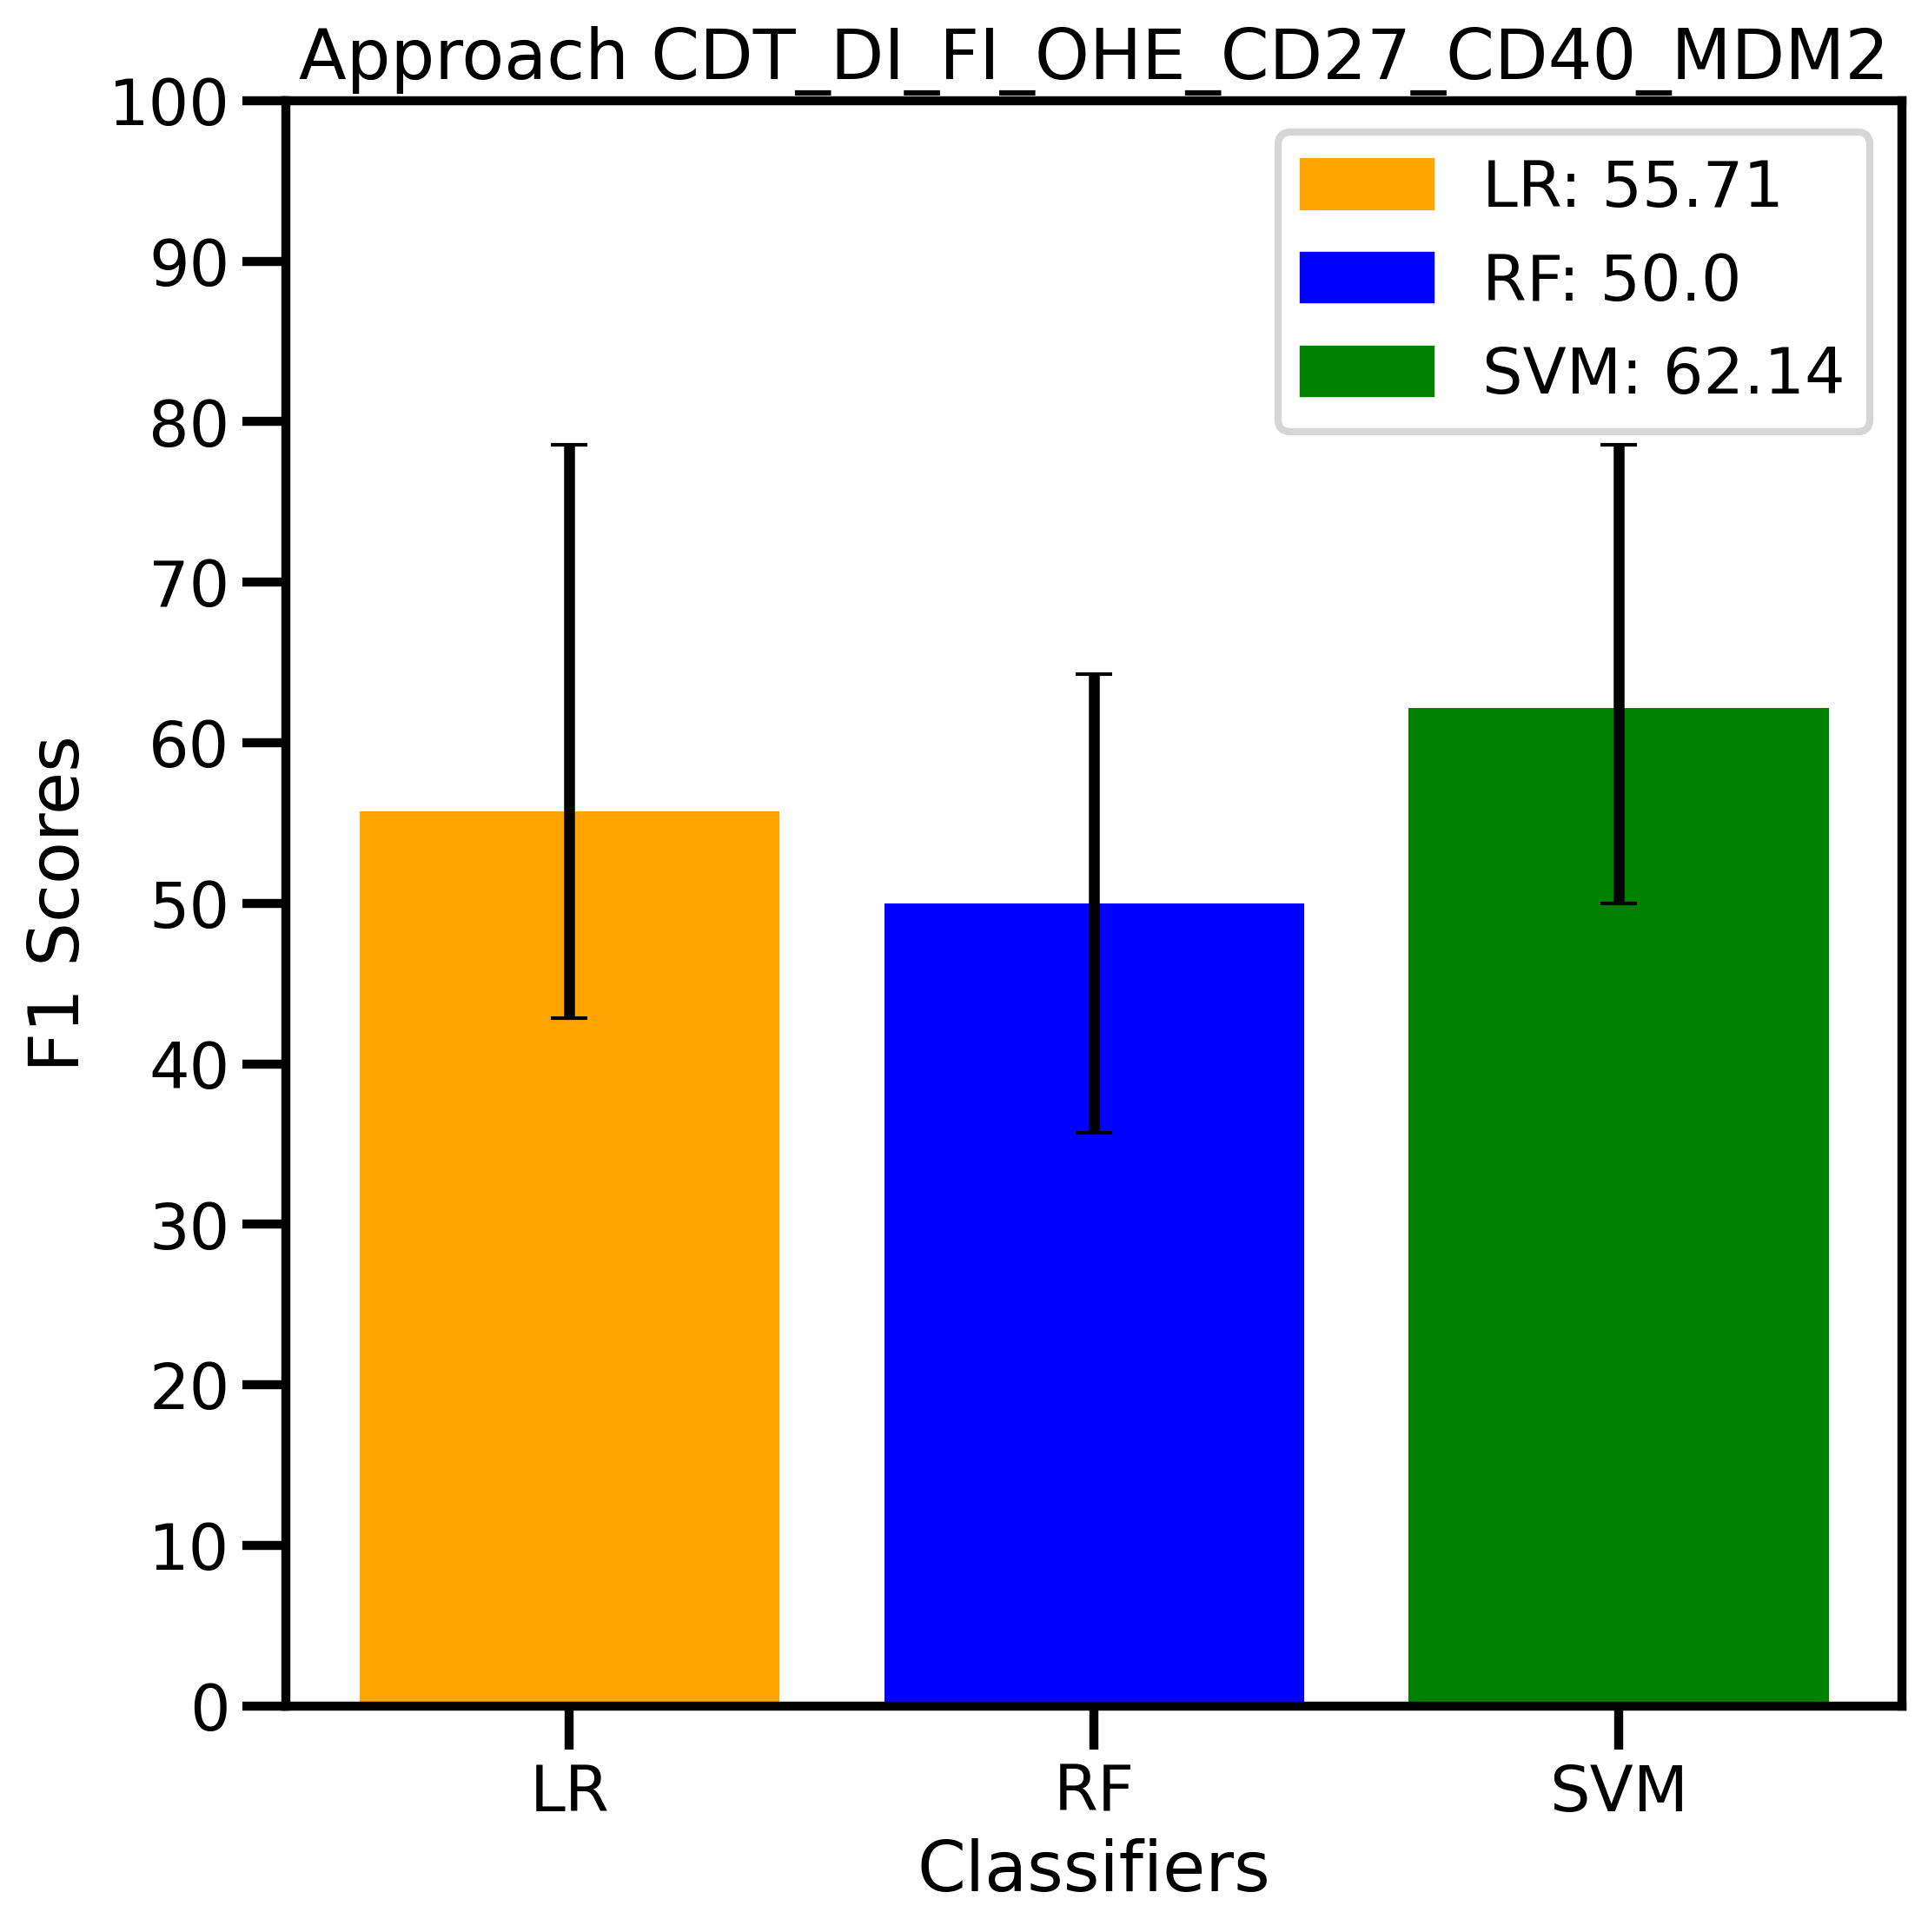 Approach CDT_DI_FI_OHE_CD27_CD40_MDM2
100
90
80
70
60
50
40
30
20
10
0
F1 Scores
LR: 55.71
RF: 50.0
SVM: 62.14
LR
RF
SVM
Classifiers